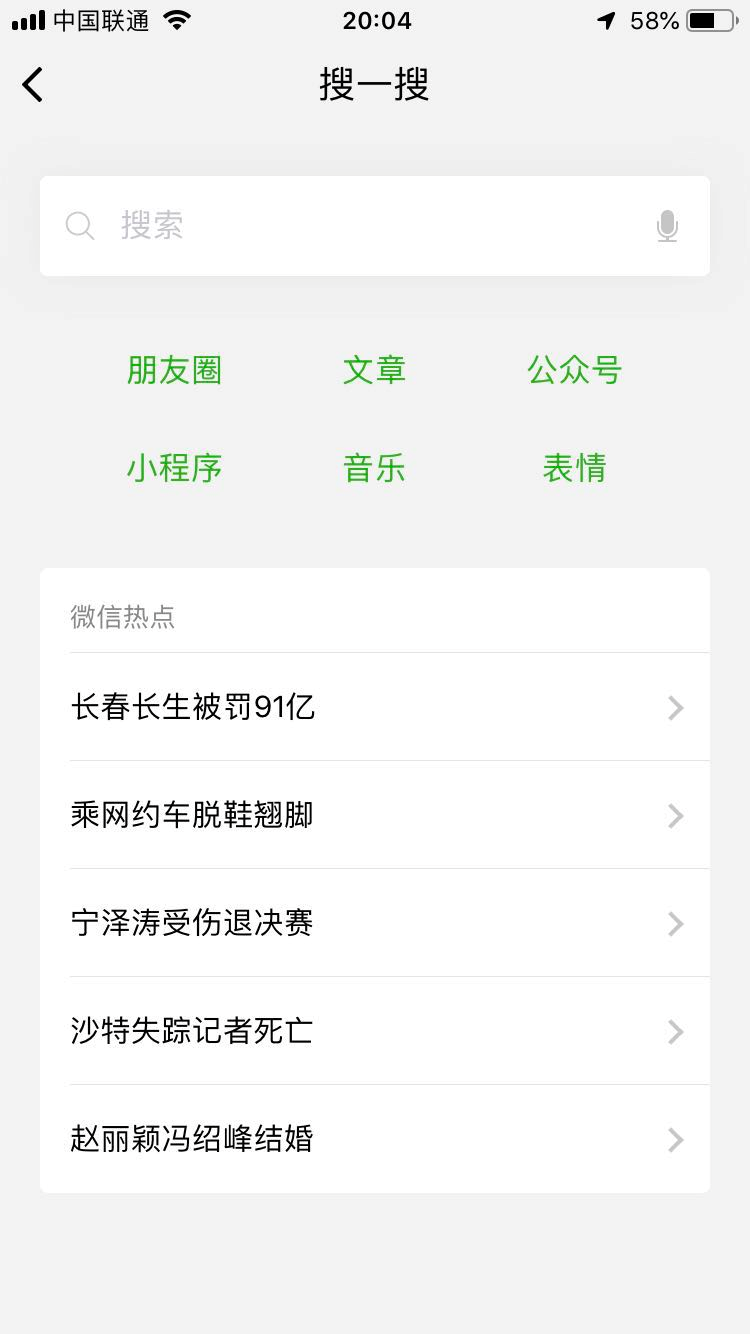 中国联通 20:04 58%
搜一搜
搜索
朋友圈 文章 公众号
小程序 音乐 表情
微信热点
长春长生被罚91亿
乘网约车脱鞋翘脚
宁泽涛受伤退决赛
沙特失踪记者死亡
赵丽颖冯绍峰结婚